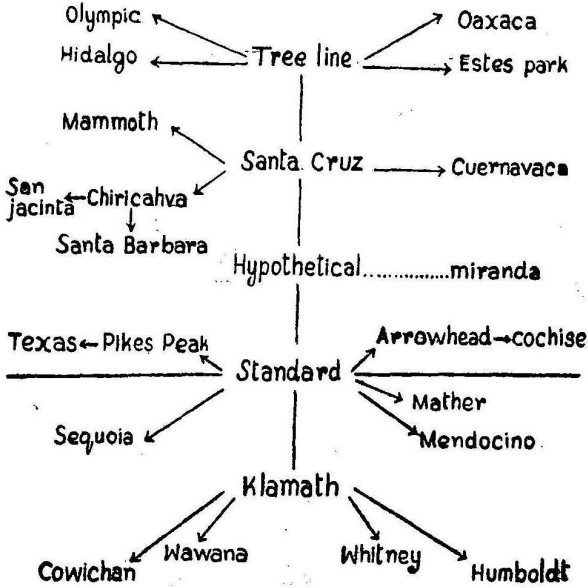 Olympic
Oaxaca
Hidalgo
Tree line
Estes park
Mammoth
Santa Cruz
Cuernavaca
San
jacinta
Chiricahva
Santa Barbara
Hypothetical...............miranda
Texas
Pikes Peak
Arrowhead
cochise
Standard
Mather
Sequoia
Mendocino
Klamath
Cowichan
Wawana
Whitney
Humboldt